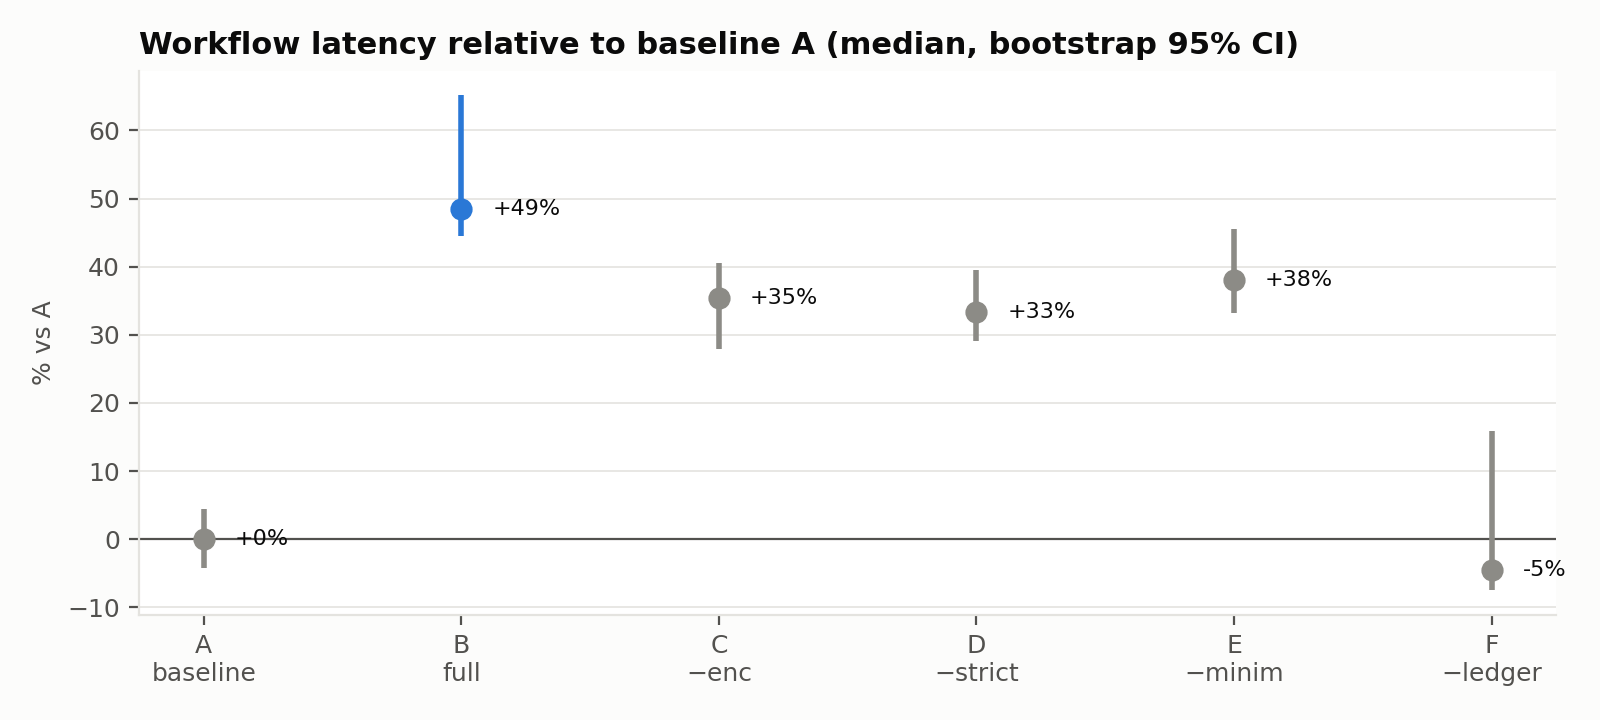 Workflow latency relative to baseline A (median, bootstrap 95% CI)
% vs A
60
50
40
30
20
10
0
−10
+0%
+49%
+35%
+33%
+38%
-5%
A
baseline
B
full
C
−enc
D
−strict
E
−minim
F
−ledger